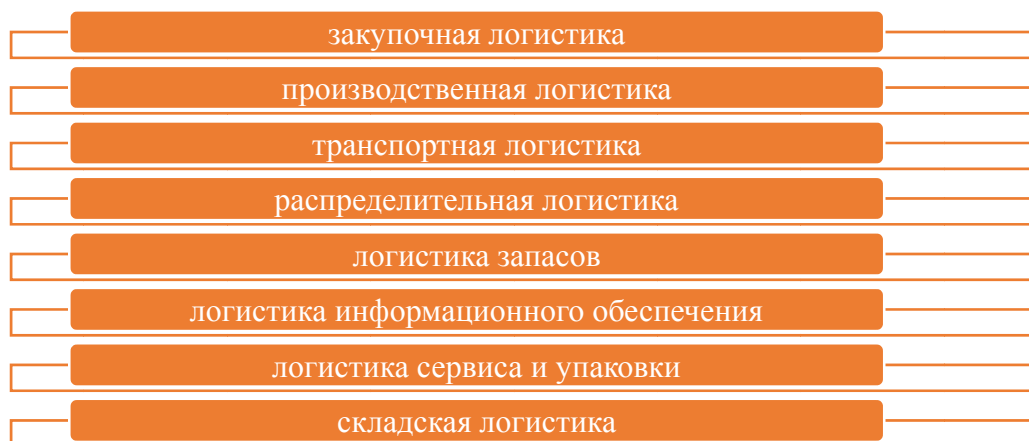 закупочная логистика
производственная логистика
транспортная логистика
распределительная логистика
логистика запасов
логистика информационного обеспечения
логистика сервиса и упаковки
складская логистика